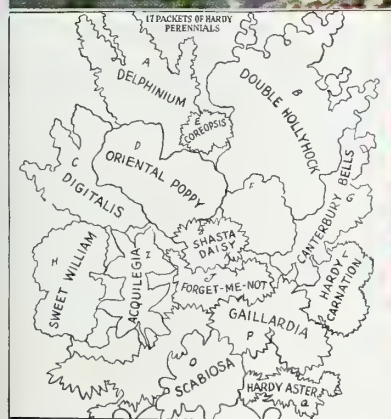 17 PACKETS OF HARDY
PERENNIALS
A
DELPHINIUM
B
DOUBLE HOLLYHOCK
E
COREOPSIS
D
ORIENTAL POPPY
C
DIGITALIS
F
G
CANTERBURY BELLS
SHASTA
DAISY
H
SWEET WILLIAM
I
ACQUILEGIA
FORGET-ME-NOT
HARDY
CARNATION
GAILLARDIA
P
O
SCABIOSA
HARDY ASTER